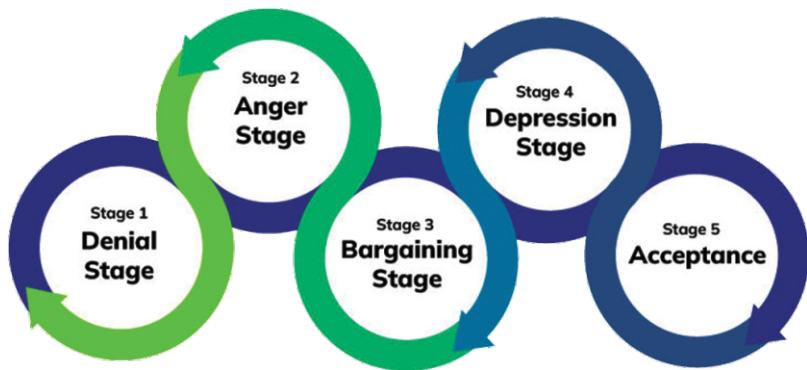 Stage 1
Denial
Stage
Stage 2
Anger
Stage
Stage 3
Bargaining
Stage
Stage 4
Depression
Stage
Stage 5
Acceptance